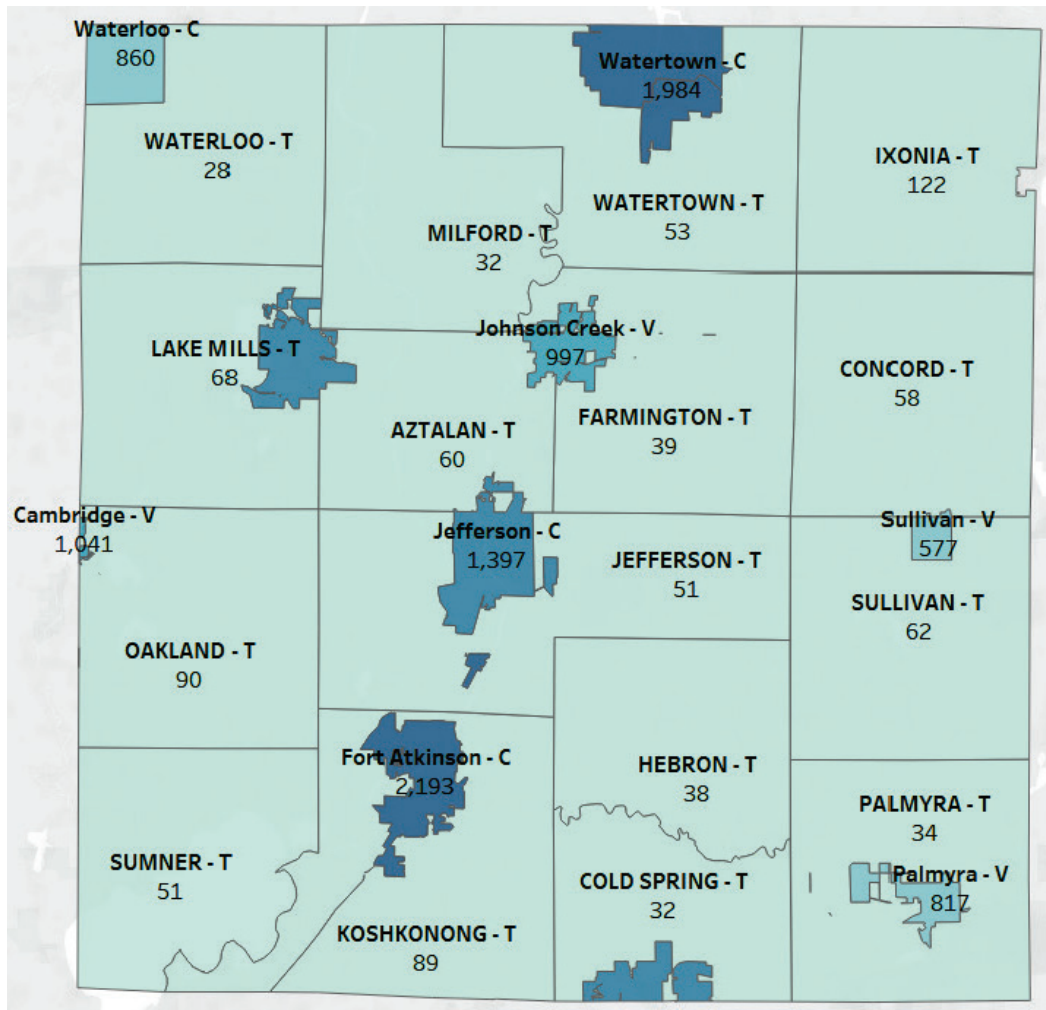 Waterloo - C
860
Watertown - C
1,984
WATERLOO - T
28
IXONIA - T
122
WATERTOWN - T
53
MILFORD - T
32
Johnson Creek - V
997
LAKE MILLS - T
68
CONCORD - T
58
FARMINGTON - T
39
AZTALAN - T
60
Cambridge - V
1,041
Jefferson - C
1,397
Sullivan - V
577
JEFFERSON - T
51
SULLIVAN - T
62
OAKLAND - T
90
Fort Atkinson - C
2,193
HEBRON - T
38
PALMYRA - T
34
SUMNER - T
51
Palmyra - V
817
COLD SPRING - T
32
KOSHKONONG - T
89